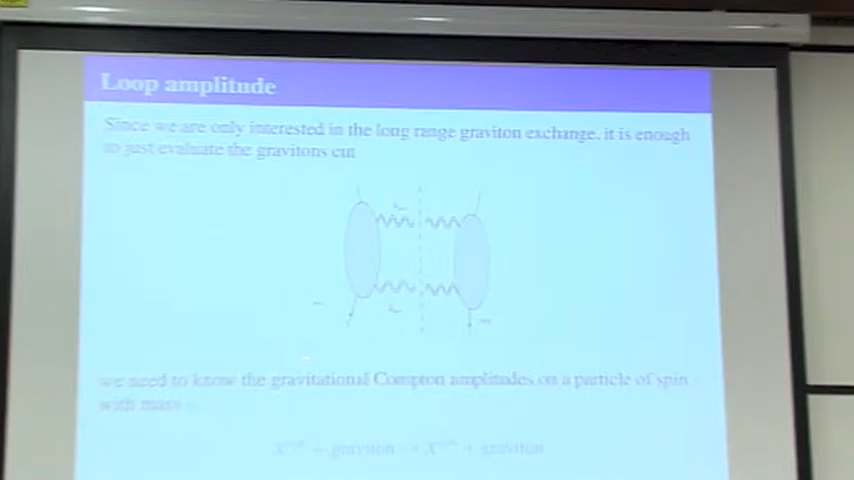 Loop amplitude
Since we are only interested in the long range graviton exchange, it is enough
to just evaluate the gravitons cut
we need to know the gravitational Compton amplitudes on a particle of spin
with mass
+ graviton → + graviton